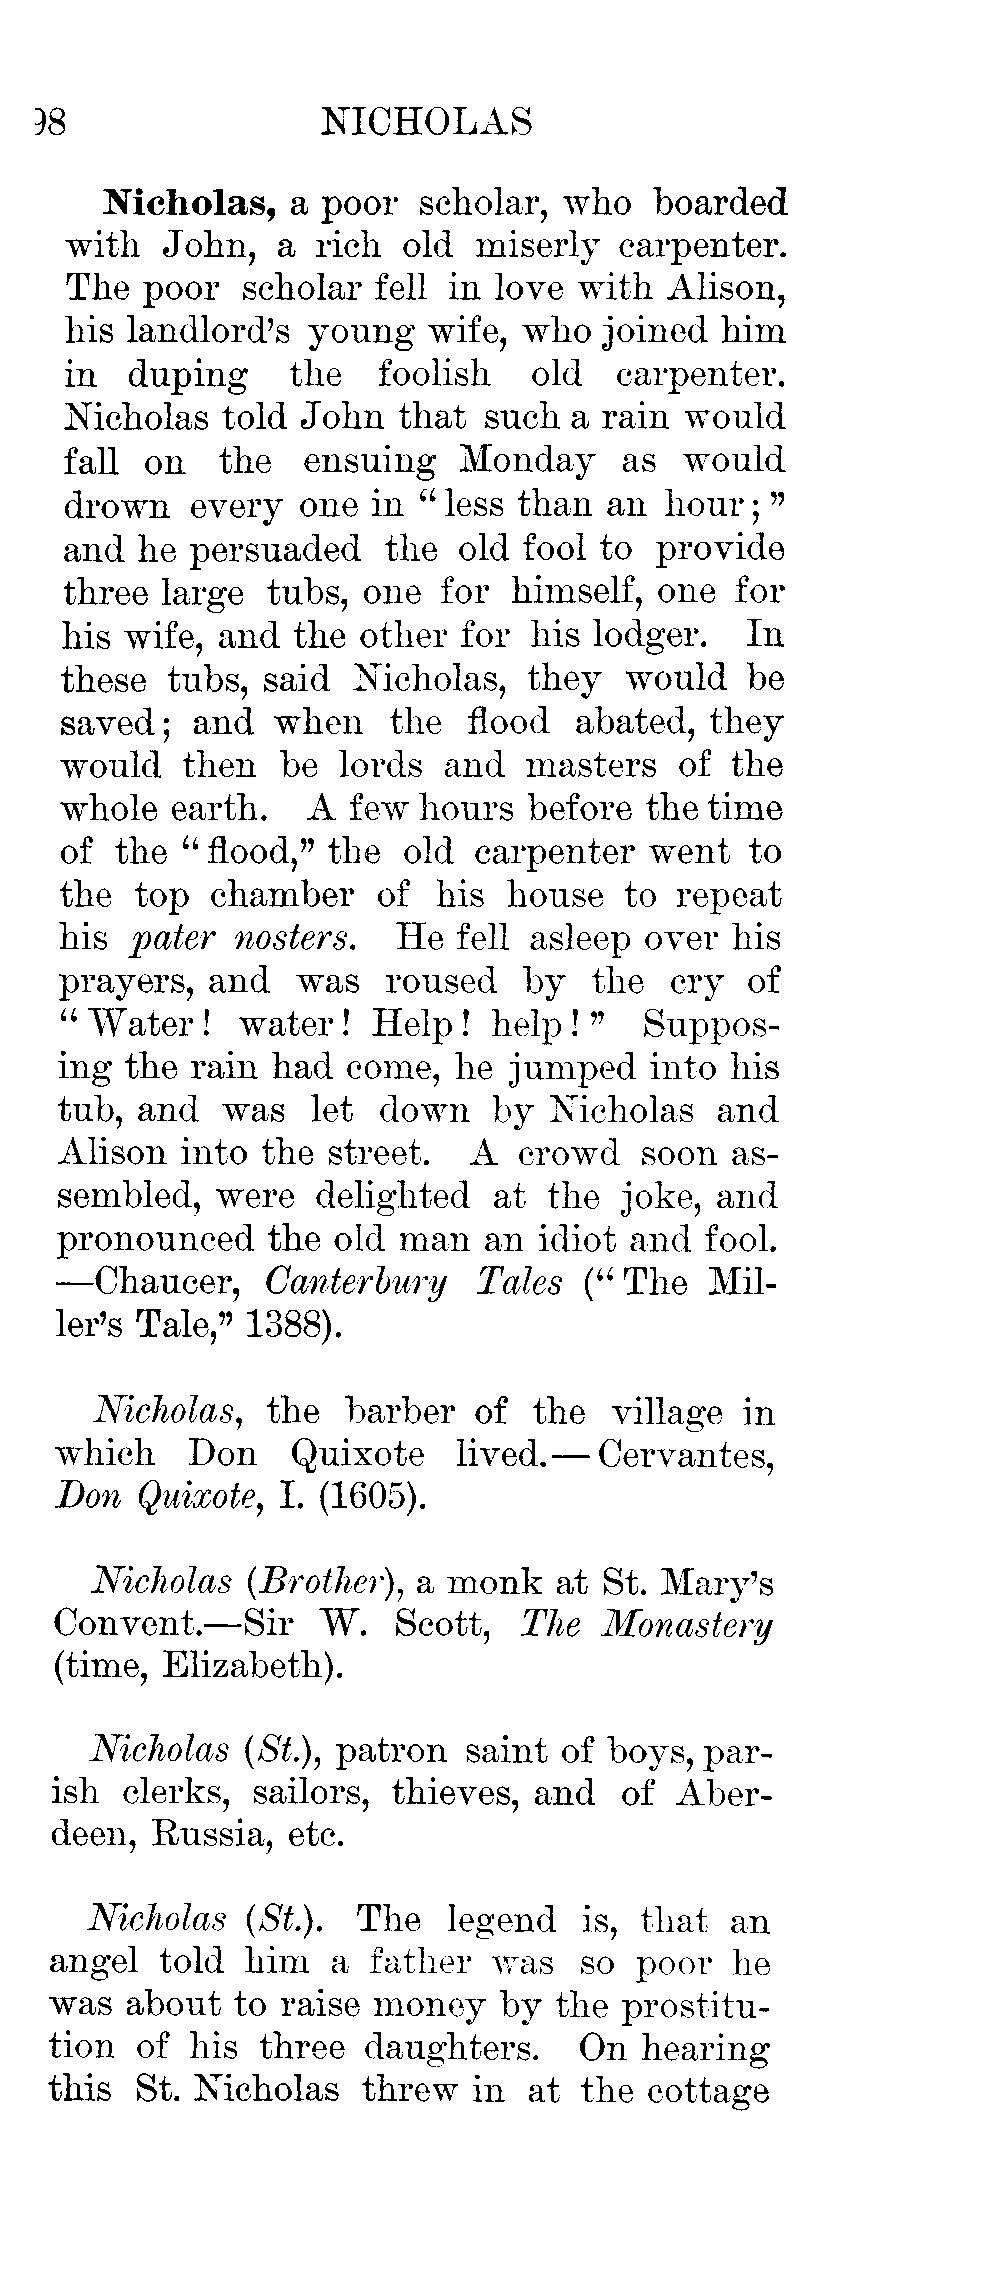 98 NICHOLAS
Nicholas, a poor scholar, who boarded
with John, a rich old miserly carpenter.
The poor scholar fell in love with Alison,
his landlord's young wife, who joined him
in duping the foolish old carpenter.
Nicholas told John that such a rain would
fall on the ensuing Monday as would
drown every one in “less than an hour;”
and he persuaded the old fool to provide
three large tubs, one for himself, one for
his wife, and the other for his lodger. In
these tubs, said Nicholas, they would be
saved; and when the flood abated, they
would then be lords and masters of the
whole earth. A few hours before the time
of the “flood,” the old carpenter went to
the top chamber of his house to repeat
his pater nosters. He fell asleep over his
prayers, and was roused by the cry of
“Water! water! Help! help!” Suppos-
ing the rain had come, he jumped into his
tub, and was let down by Nicholas and
Alison into the street. A crowd soon as-
sembled, were delighted at the joke, and
pronounced the old man an idiot and fool.
—Chaucer, Canterbury Tales (“The Mil-
ler's Tale,” 1388).
Nicholas, the barber of the village in
which Don Quixote lived.—Cervantes,
Don Quixote, I. (1605).
Nicholas (Brother), a monk at St. Mary's
Convent.—Sir W. Scott, The Monastery
(time, Elizabeth).
Nicholas (St.), patron saint of boys, par-
ish clerks, sailors, thieves, and of Aber-
deen, Russia, etc.
Nicholas (St.). The legend is, that an
angel told him a father was so poor he
was about to raise money by the prostitu-
tion of his three daughters. On hearing
this St. Nicholas threw in at the cottage